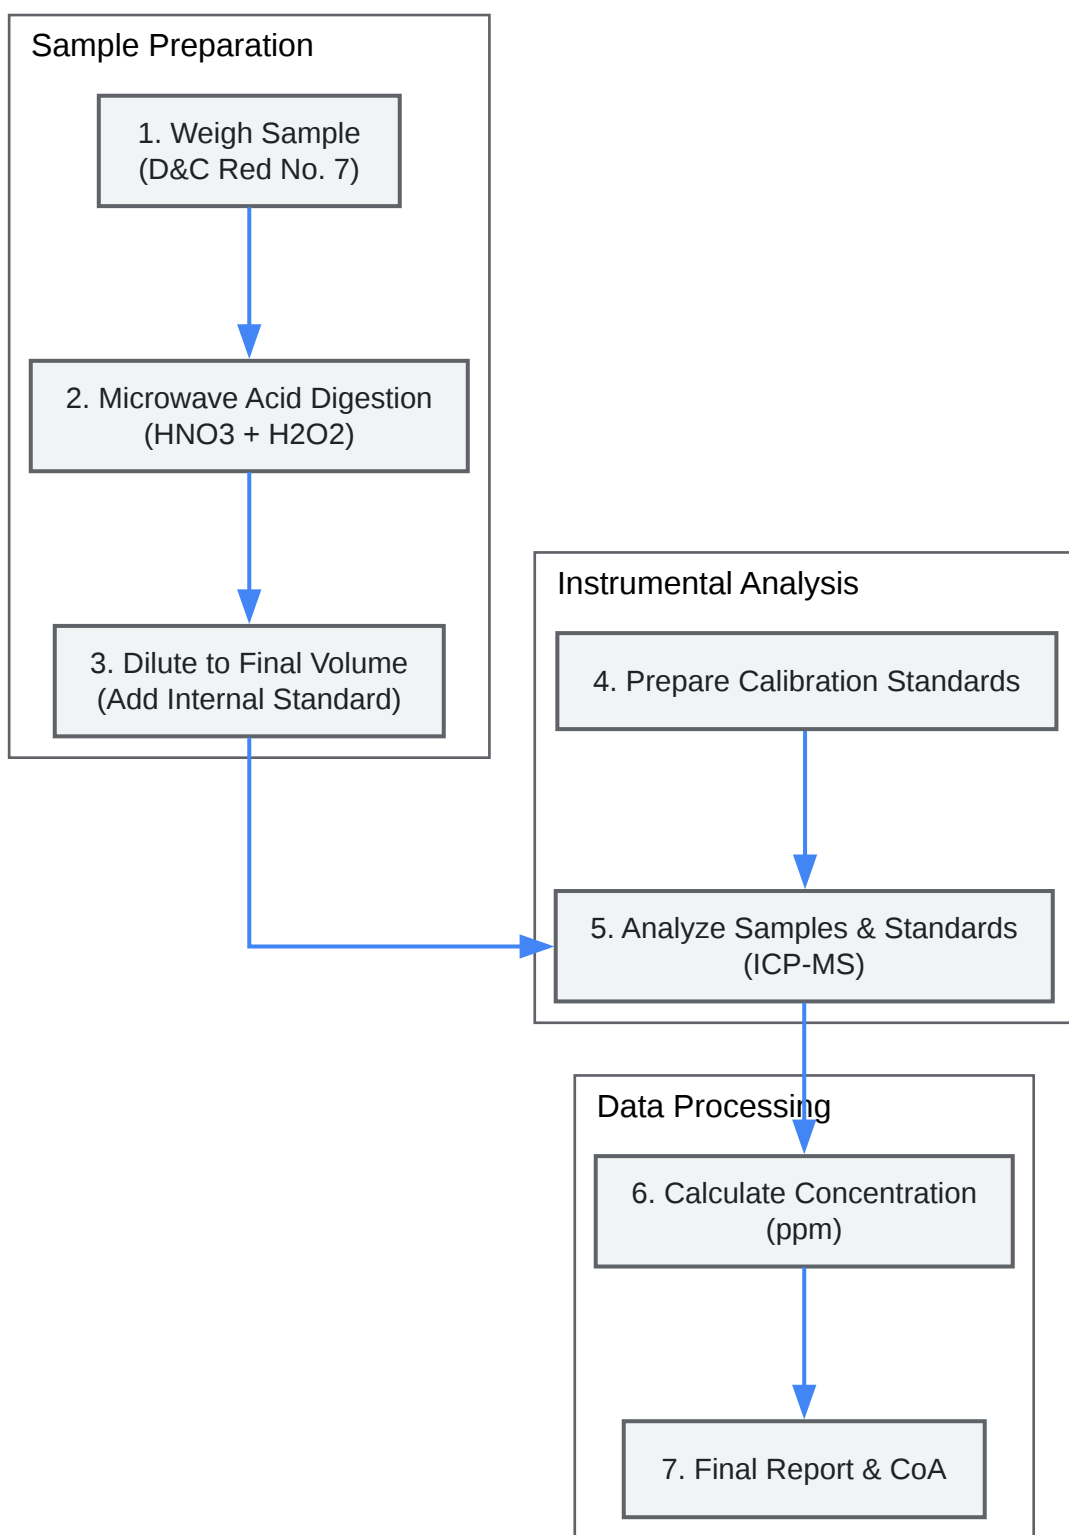 Sample Preparation
1. Weigh Sample
(D&C Red No. 7)
2. Microwave Acid Digestion
(HNO3 + H2O2)
3. Dilute to Final Volume
(Add Internal Standard)
Instrumental Analysis
4. Prepare Calibration Standards
5. Analyze Samples & Standards
(ICP-MS)
Data Processing
6. Calculate Concentration
(ppm)
7. Final Report & CoA